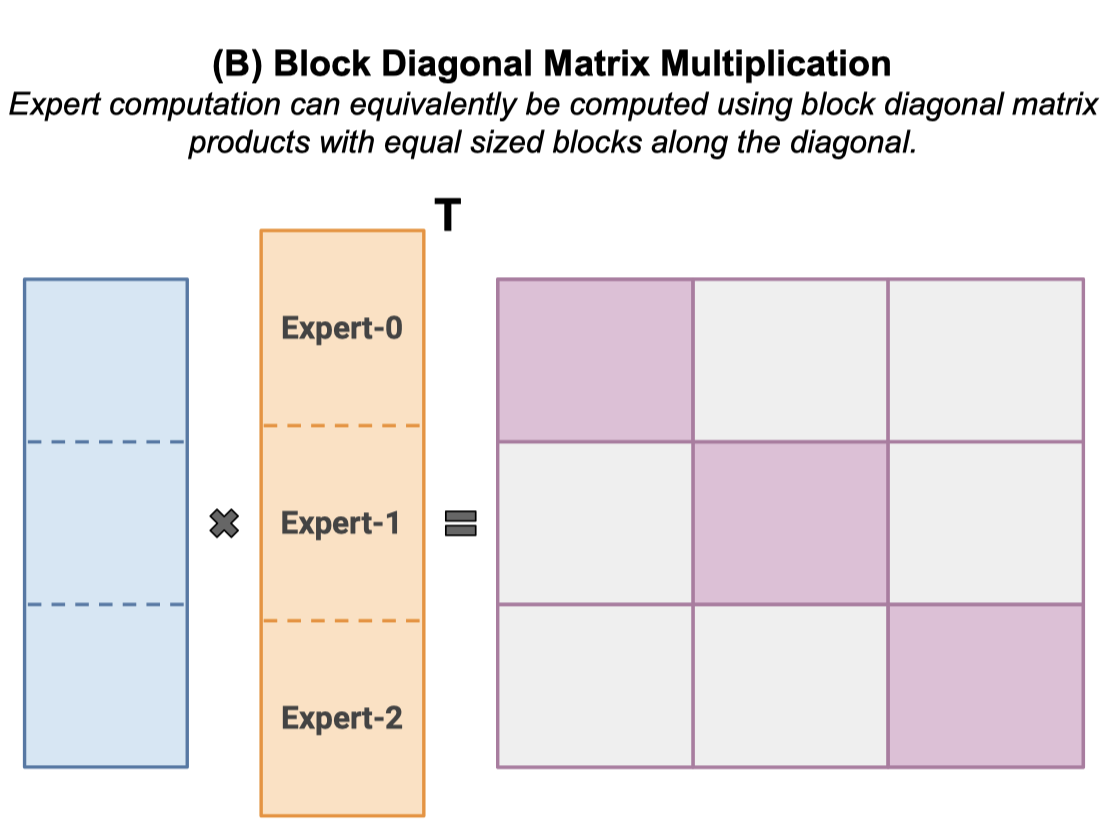 (B) Block Diagonal Matrix Multiplication
Expert computation can equivalently be computed using block diagonal matrix
products with equal sized blocks along the diagonal.
T
Expert-0
Expert-1
Expert-2